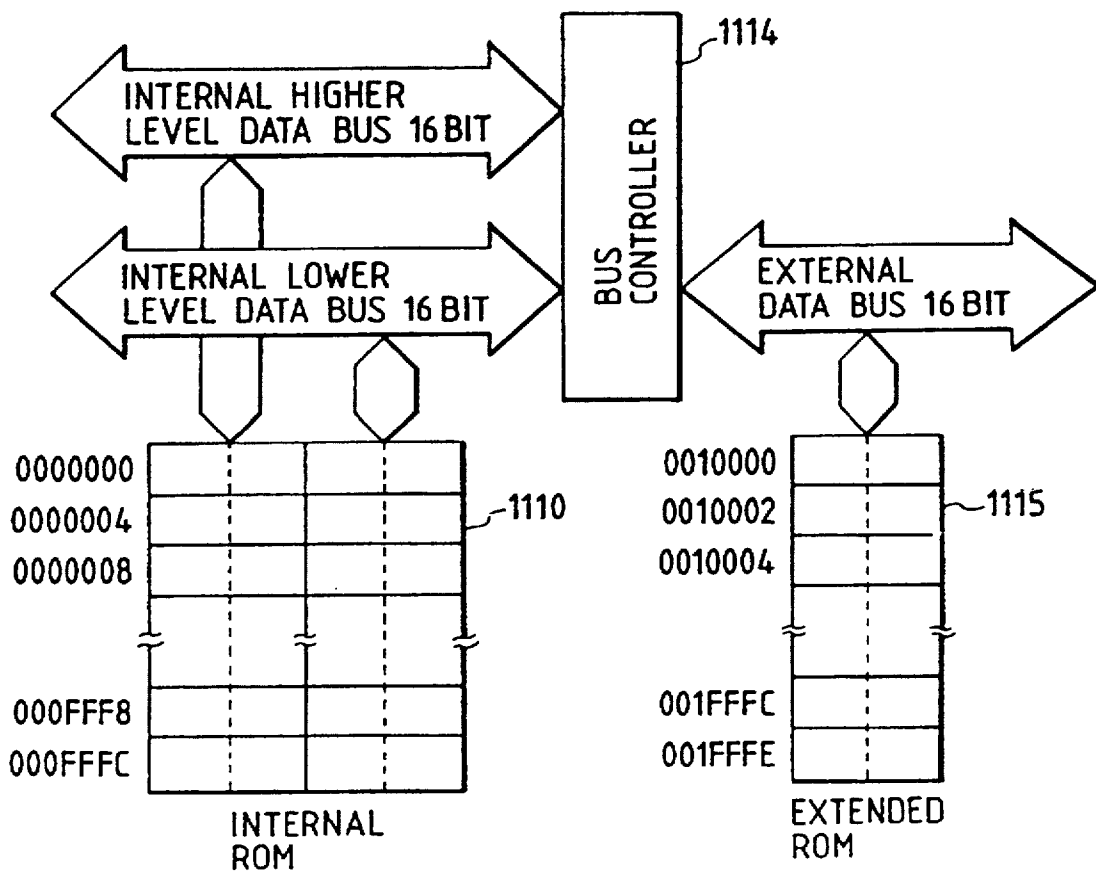 1114
INTERNAL HIGHER
LEVEL DATA BUS 16 BIT
INTERNAL LOWER
LEVEL DATA BUS 16 BIT
BUS
CONTROLLER
EXTERNAL
DATA BUS 16 BIT
0000000
0000004
0000008
000FFF8
000FFFC
1110
INTERNAL
ROM
0010000
0010002
0010004
001FFFC
001FFFE
1115
EXTENDED
ROM